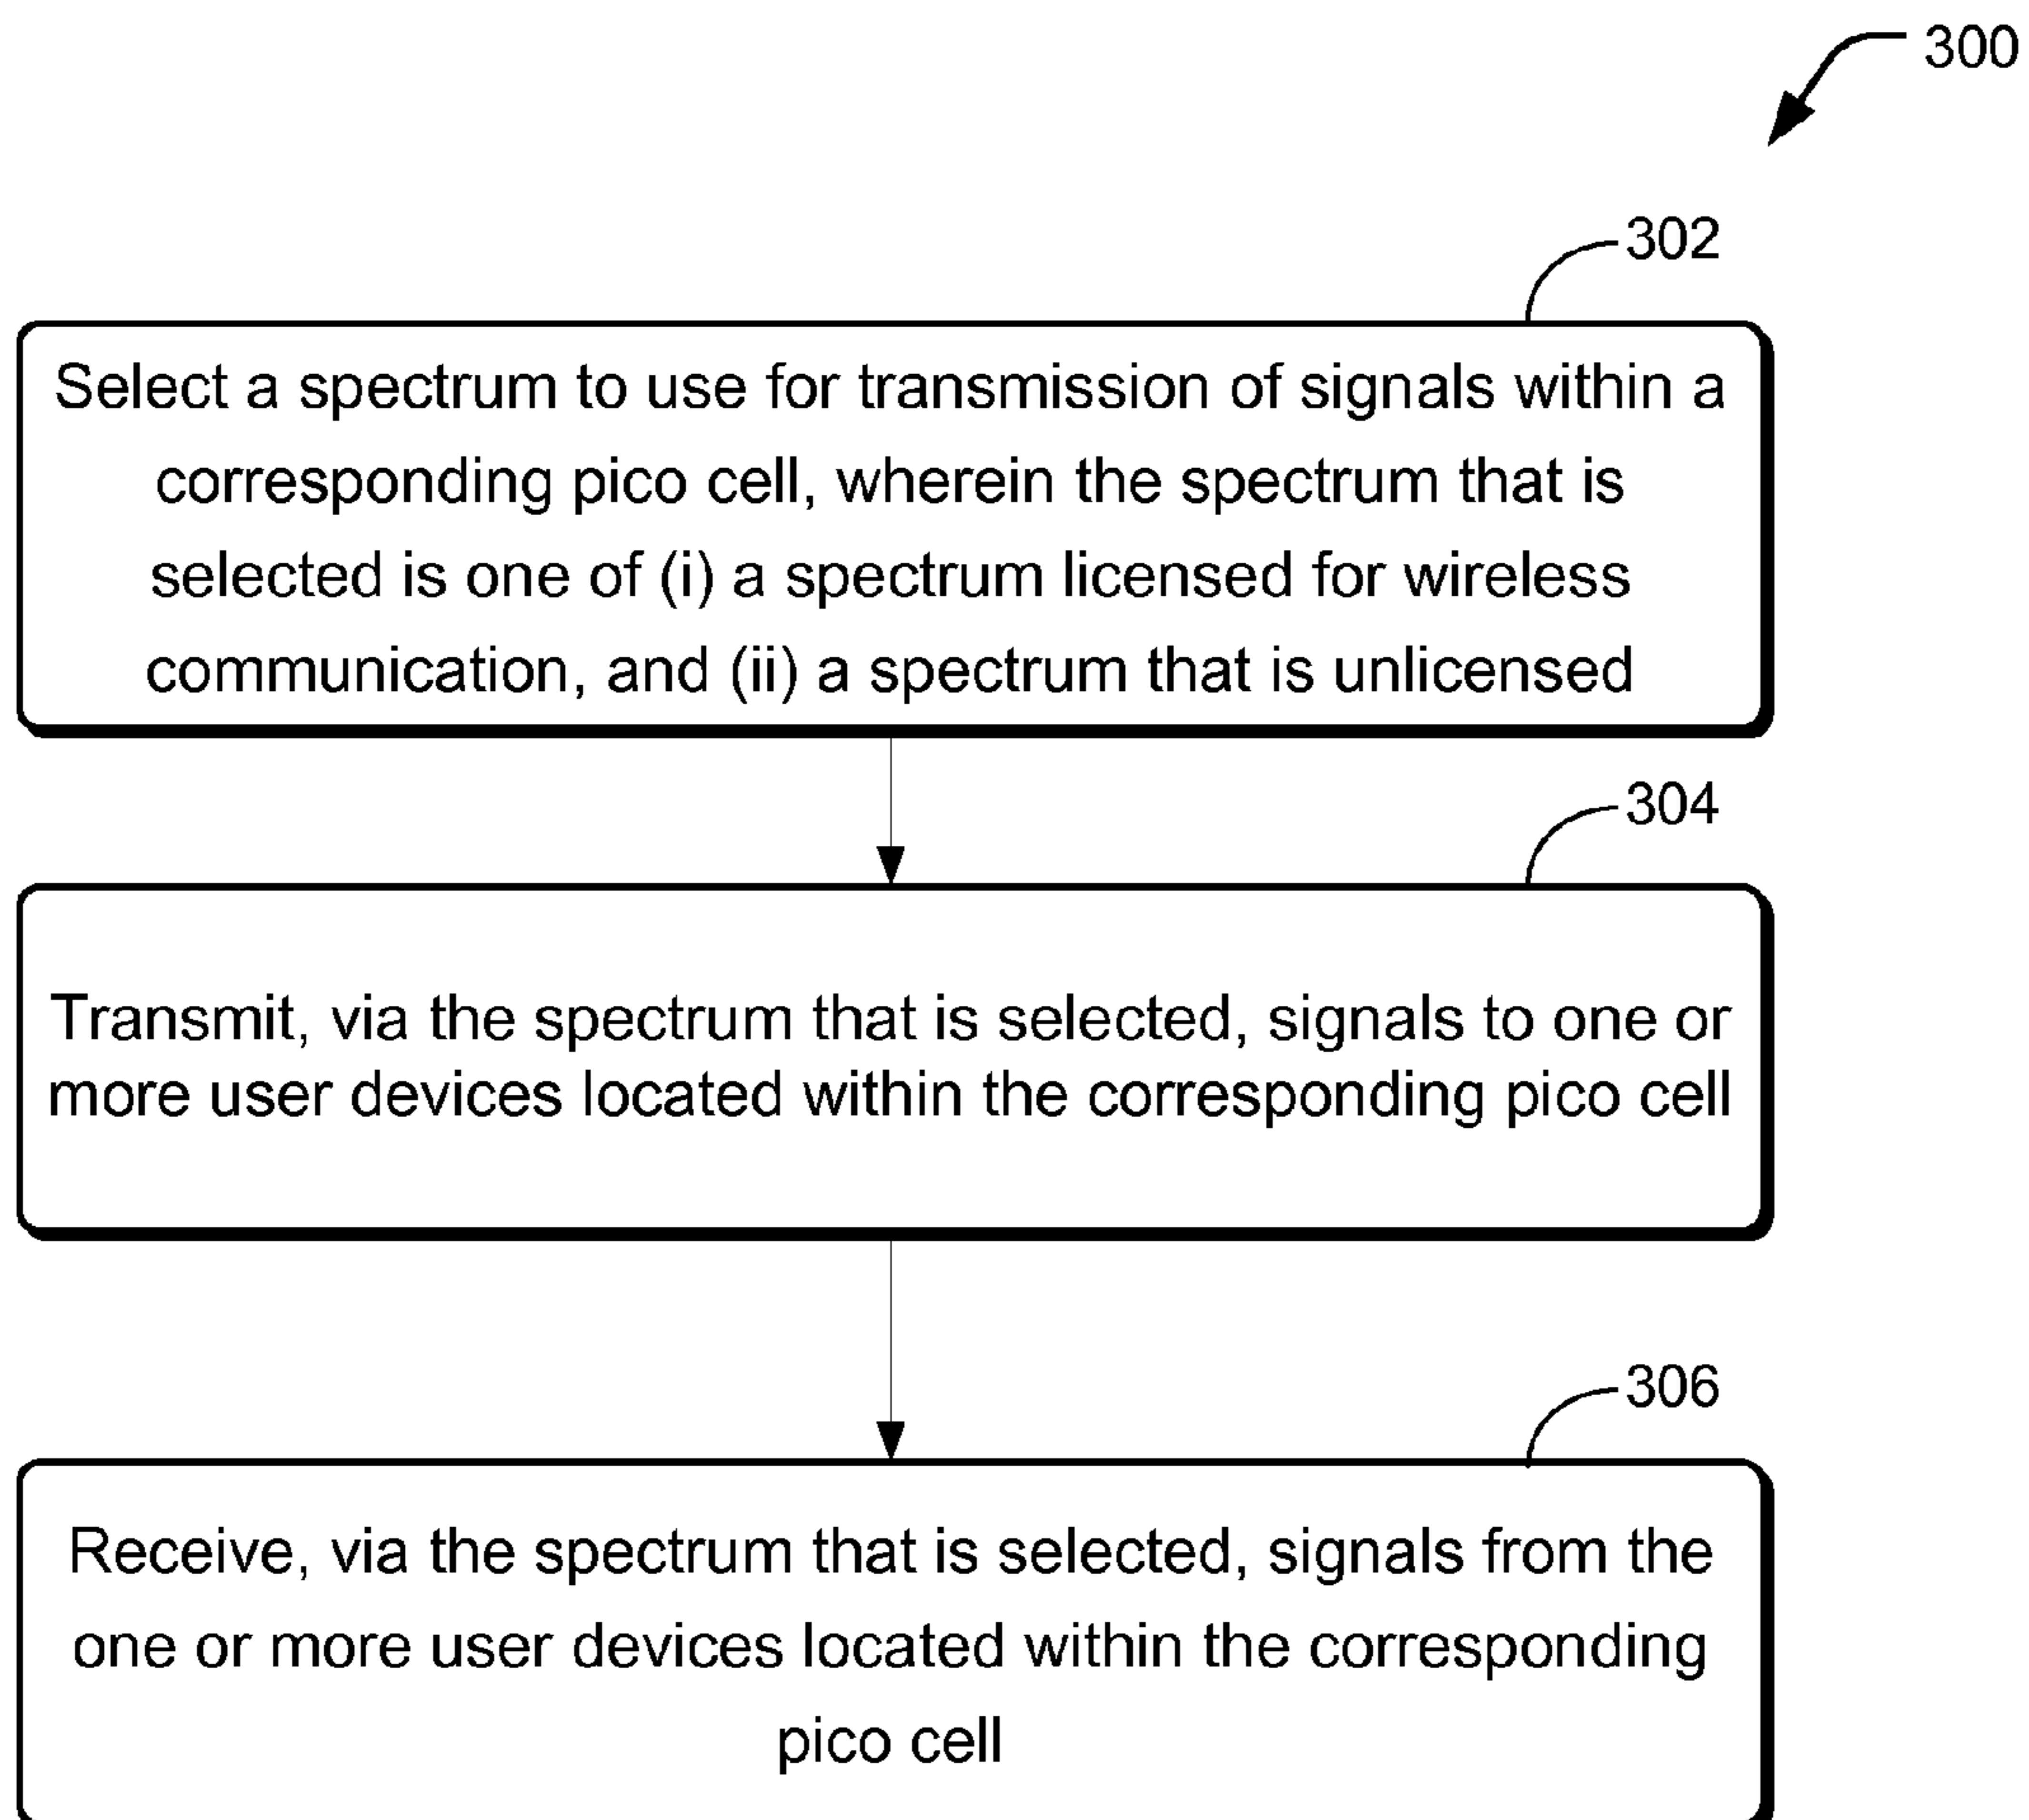 300
302
Select a spectrum to use for transmission of signals within a
corresponding pico cell, wherein the spectrum that is
selected is one of (i) a spectrum licensed for wireless
communication, and (ii) a spectrum that is unlicensed
304
Transmit, via the spectrum that is selected, signals to one or
more user devices located within the corresponding pico cell
306
Receive, via the spectrum that is selected, signals from the
one or more user devices located within the corresponding
pico cell